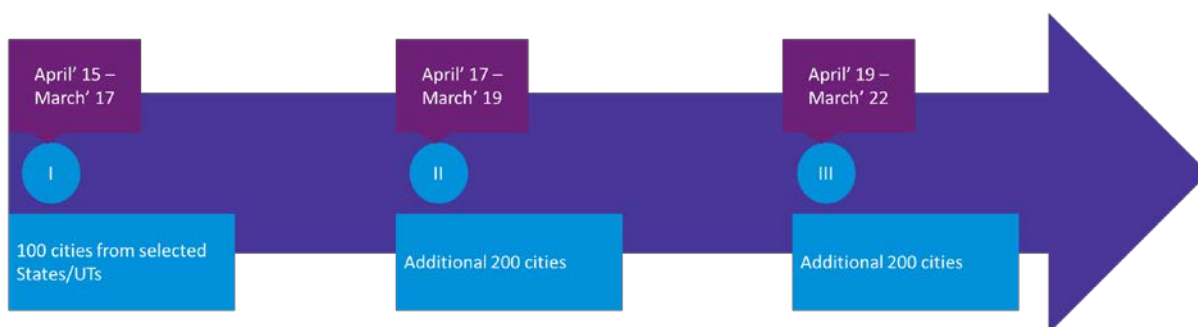 April’ 15 –
March’ 17
April’ 17 –
March’ 19
April’ 19 –
March’ 22
I
II
III
100 cities from selected
States/UTs
Additional 200 cities
Additional 200 cities